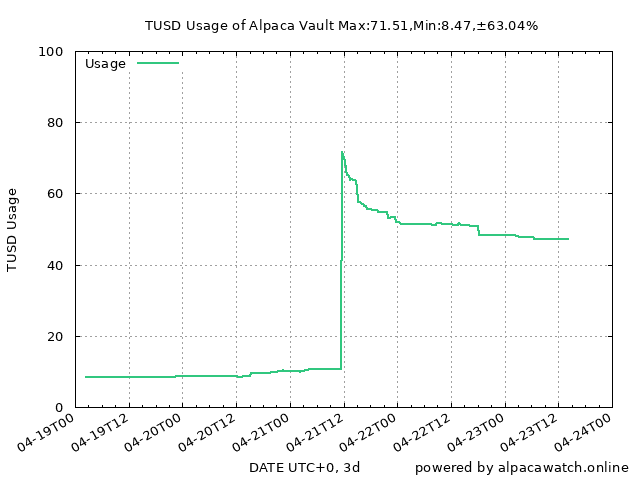 TUSD Usage of Alpaca Vault Max:71.51,Min:8.47,±63.04%
100
Usage
80
60
TUSD Usage
40
20
0
04-19T00
04-19T12
04-20T00
04-20T12
04-21T00
04-21T12
04-22T00
04-22T12
04-23T00
04-23T12
04-24T00
DATE UTC+0, 3d
powered by alpacawatch.online